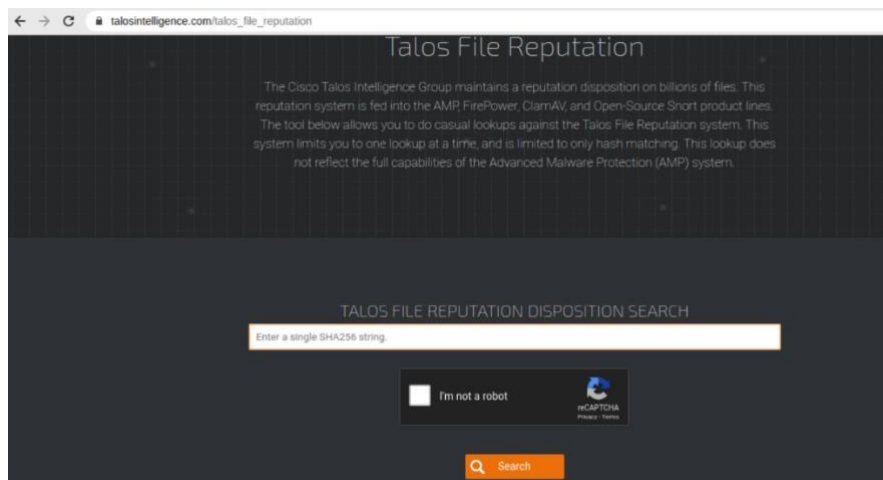 talosintelligence.com/talos_file_reputation
Talos File Reputation
The Cisco Talos Intelligence Group maintains a reputation disposition on billions of files. This
reputation system is fed into the AMP, FirePower, ClamAV, and Open-Source Snort product lines.
The tool below allows you to do casual lookups against the Talos File Reputation system. This
system limits you to one lookup at a time, and is limited to only hash matching. This lookup does
not reflect the full capabilities of the Advanced Malware Protection (AMP) system.
TALOS FILE REPUTATION DISPOSITION SEARCH
Enter a single SHA256 string.
I'm not a robot
reCAPTCHA
Privacy - Terms
Search